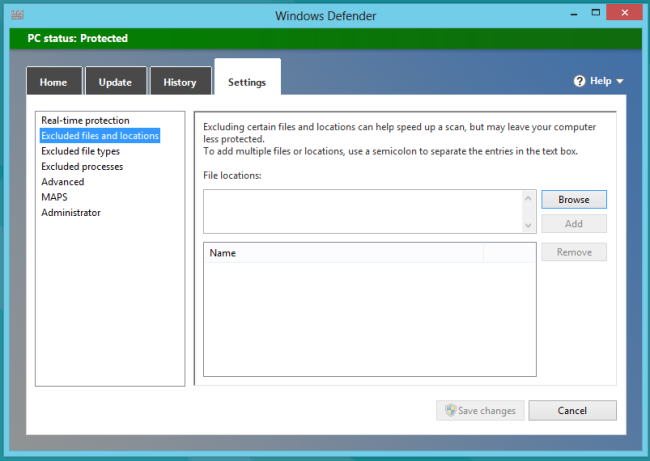 Windows Defender
PC status: Protected
Home
Update
History
Settings
Help
Real-time protection
Excluded files and locations
Excluded file types
Excluded processes
Advanced
MAPS
Administrator
Excluding certain files and locations can help speed up a scan, but may leave your computer
less protected.
To add multiple files or locations, use a semicolon to separate the entries in the text box.
File locations:
Browse
Add
Name
Remove
Save changes
Cancel